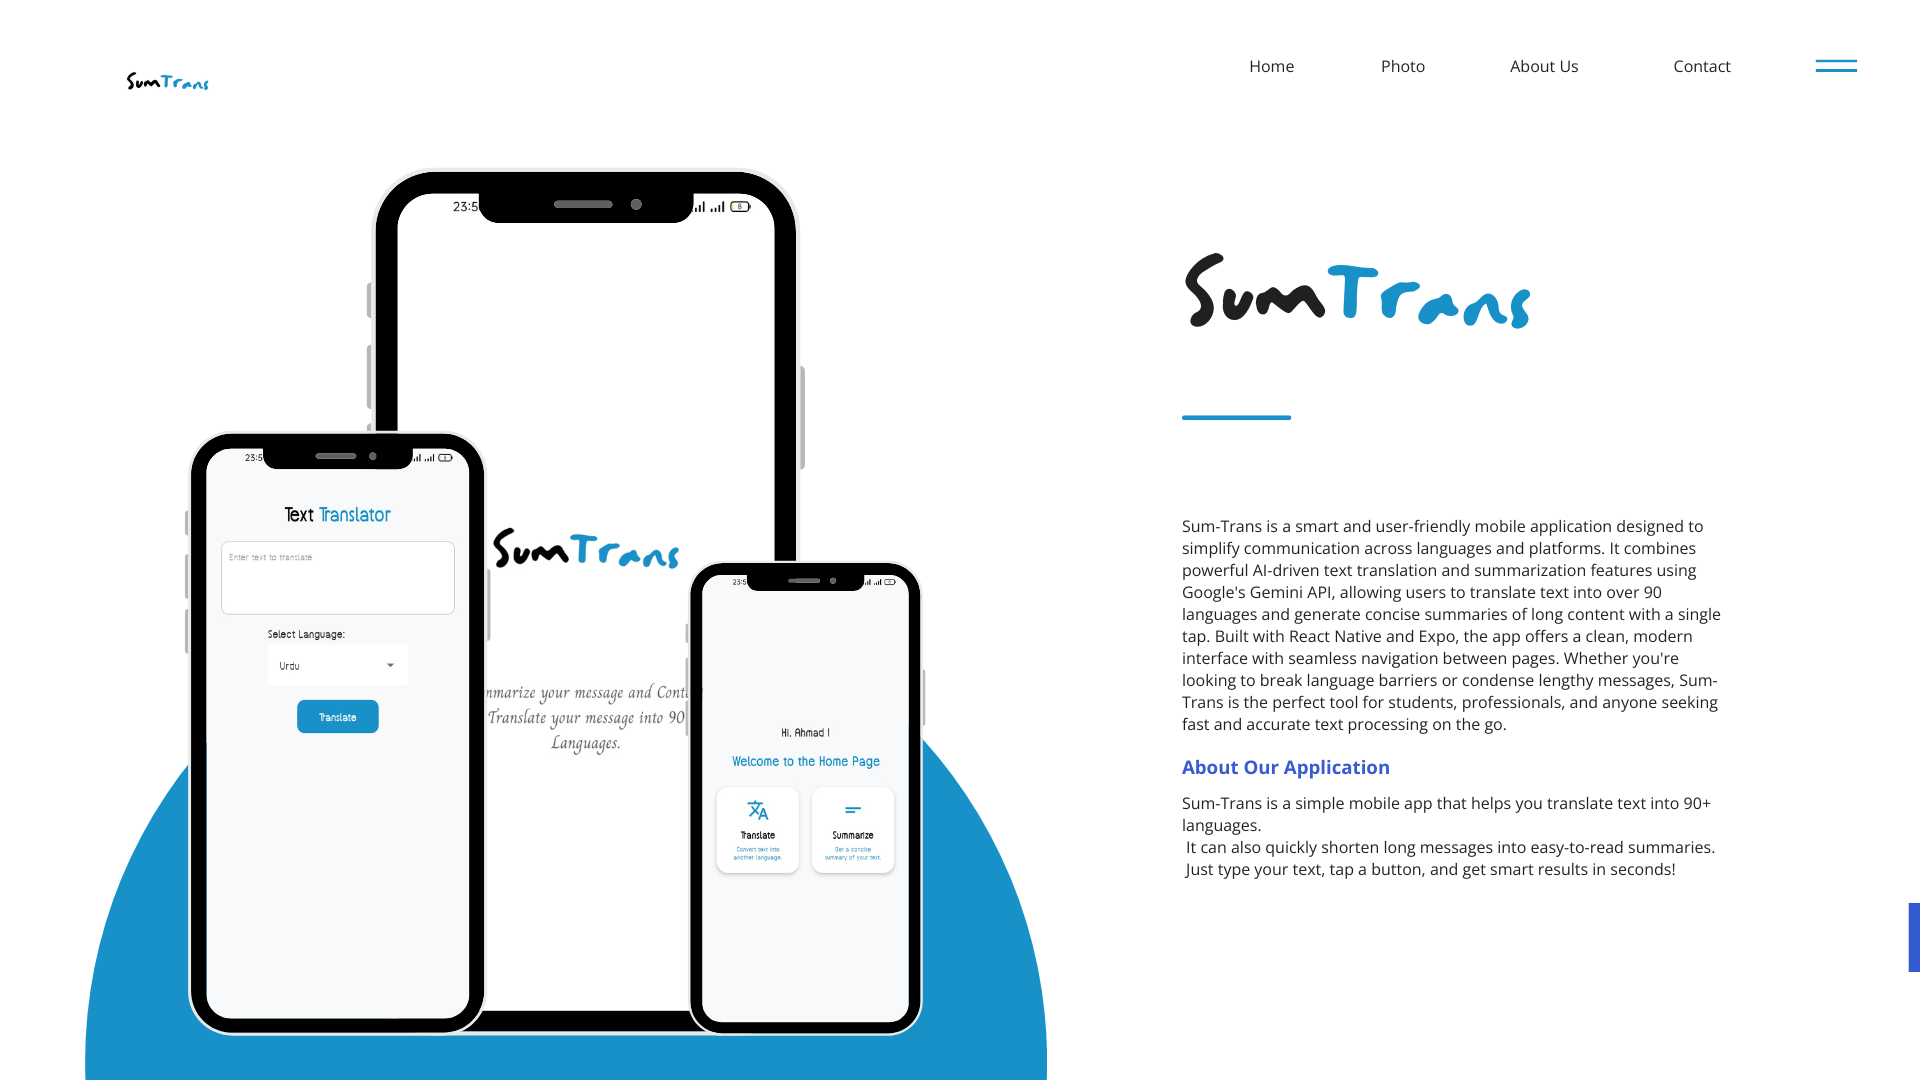 SumTrans
Home
Photo
About Us
Contact
23:5
8
SumTrans
mmarize your message and Cont
Translate your message into 90
Languages.
23:5
8
Text Translator
Enter text to translate
Select Language:
Urdu
Translate
23:5
Hi, Ahmad !
Welcome to the Home Page
Translate
Convert text into
another language.
Summarize
Get a concise
summary of your text.
SumTrans
Sum-Trans is a smart and user-friendly mobile application designed to
simplify communication across languages and platforms. It combines
powerful AI-driven text translation and summarization features using
Google's Gemini API, allowing users to translate text into over 90
languages and generate concise summaries of long content with a single
tap. Built with React Native and Expo, the app offers a clean, modern
interface with seamless navigation between pages. Whether you're
looking to break language barriers or condense lengthy messages, Sum-
Trans is the perfect tool for students, professionals, and anyone seeking
fast and accurate text processing on the go.
About Our Application
Sum-Trans is a simple mobile app that helps you translate text into 90+
languages.
It can also quickly shorten long messages into easy-to-read summaries.
Just type your text, tap a button, and get smart results in seconds!